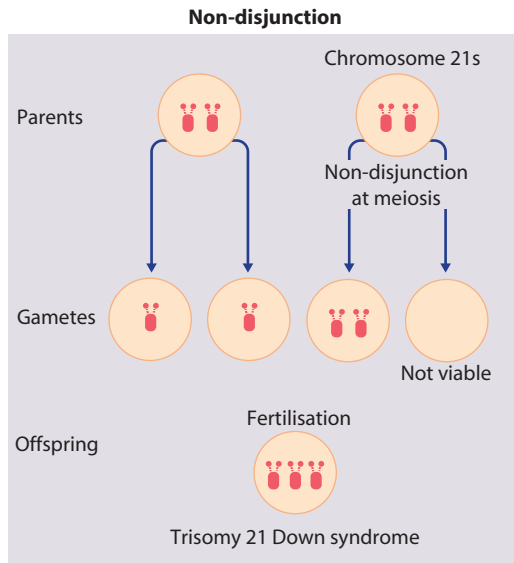 Non-disjunction
Chromosome 21s
Parents
Non-disjunction
at meiosis
Gametes
Not viable
Fertilisation
Offspring
Trisomy 21 Down syndrome